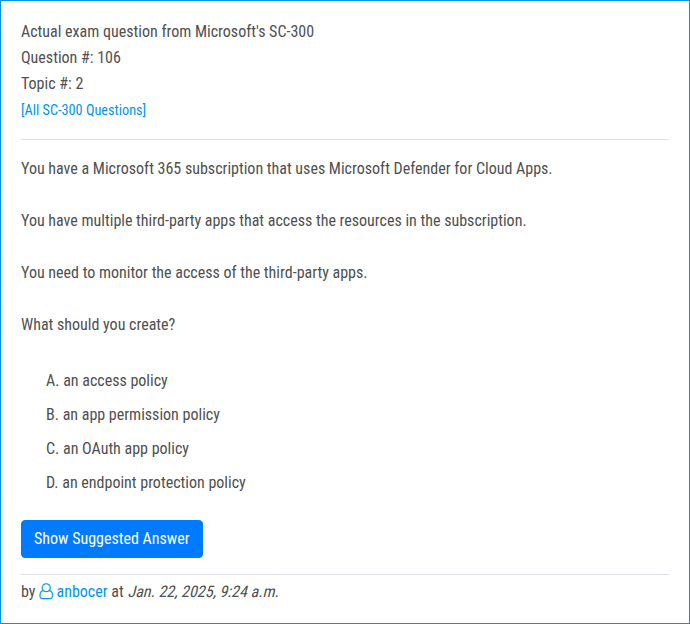 Actual exam question from Microsoft's SC-300
Question #: 106
Topic #: 2
[All SC-300 Questions]
You have a Microsoft 365 subscription that uses Microsoft Defender for Cloud Apps.
You have multiple third-party apps that access the resources in the subscription.
You need to monitor the access of the third-party apps.
What should you create?
A. an access policy
B. an app permission policy
C. an OAuth app policy
D. an endpoint protection policy
Show Suggested Answer
by anbocer at Jan. 22, 2025, 9:24 a.m.